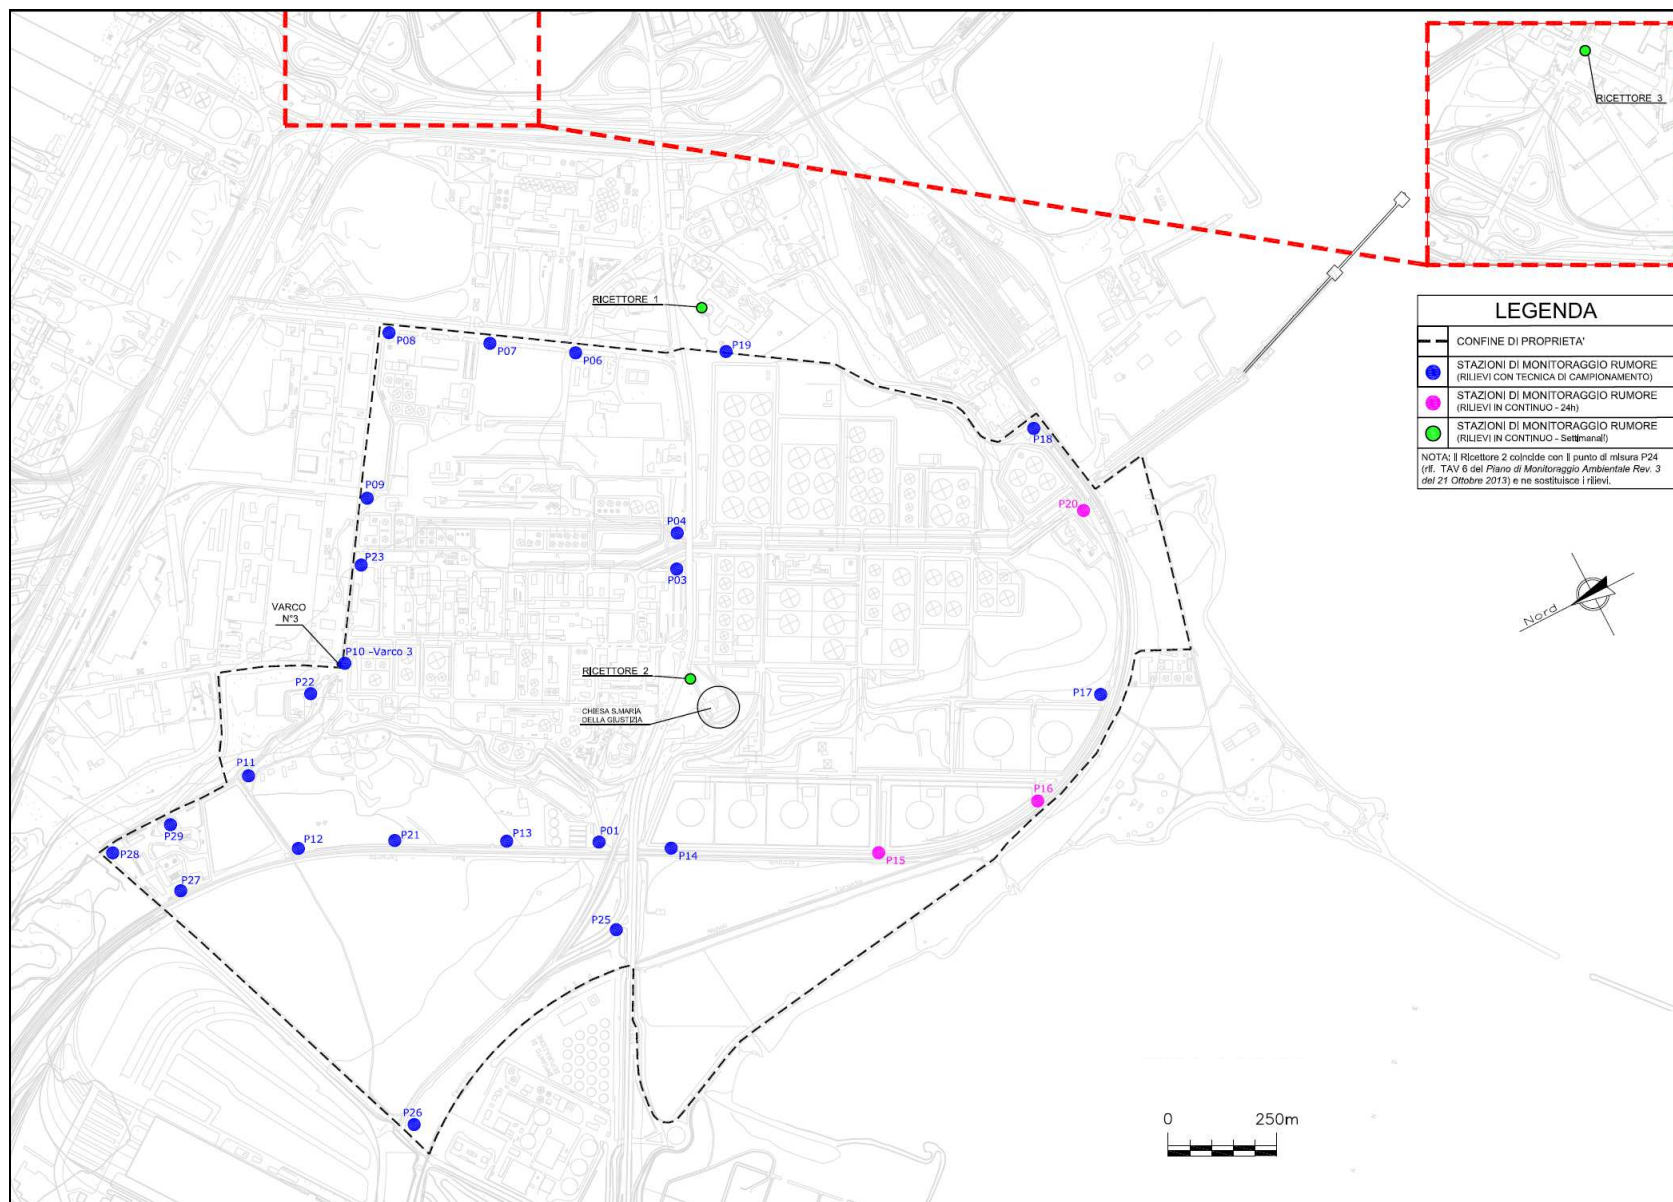 RICETTORE 3
LEGENDA
CONFINE DI PROPRIETA'
STAZIONI DI MONITORAGGIO RUMORE
(RILIEVI CON TECNICA DI CAMPIONAMENTO)
STAZIONI DI MONITORAGGIO RUMORE
(RILIEVI IN CONTINUO - 24h)
STAZIONI DI MONITORAGGIO RUMORE
(RILIEVI IN CONTINUO - Settimanali)
NOTA: Il Ricettore 2 coincide con il punto di misura P24
(rif. TAV 6 del Piano di Monitoraggio Ambientale Rev. 3
del 21 Ottobre 2013) e ne sostituisce i rilievi.
RICETTORE 1
P08
P07
P06
P19
P18
P09
P20
P04
P23
P03
VARCO
N°3
Nord
P10 -Varco 3
RICETTORE 2
P22
P17
CHIESA S.MARIA
DELLA GIUSTIZIA
P11
P16
P29
P12
P21
P13
P01
P28
P14
P15
P27
P25
P26
0 250m